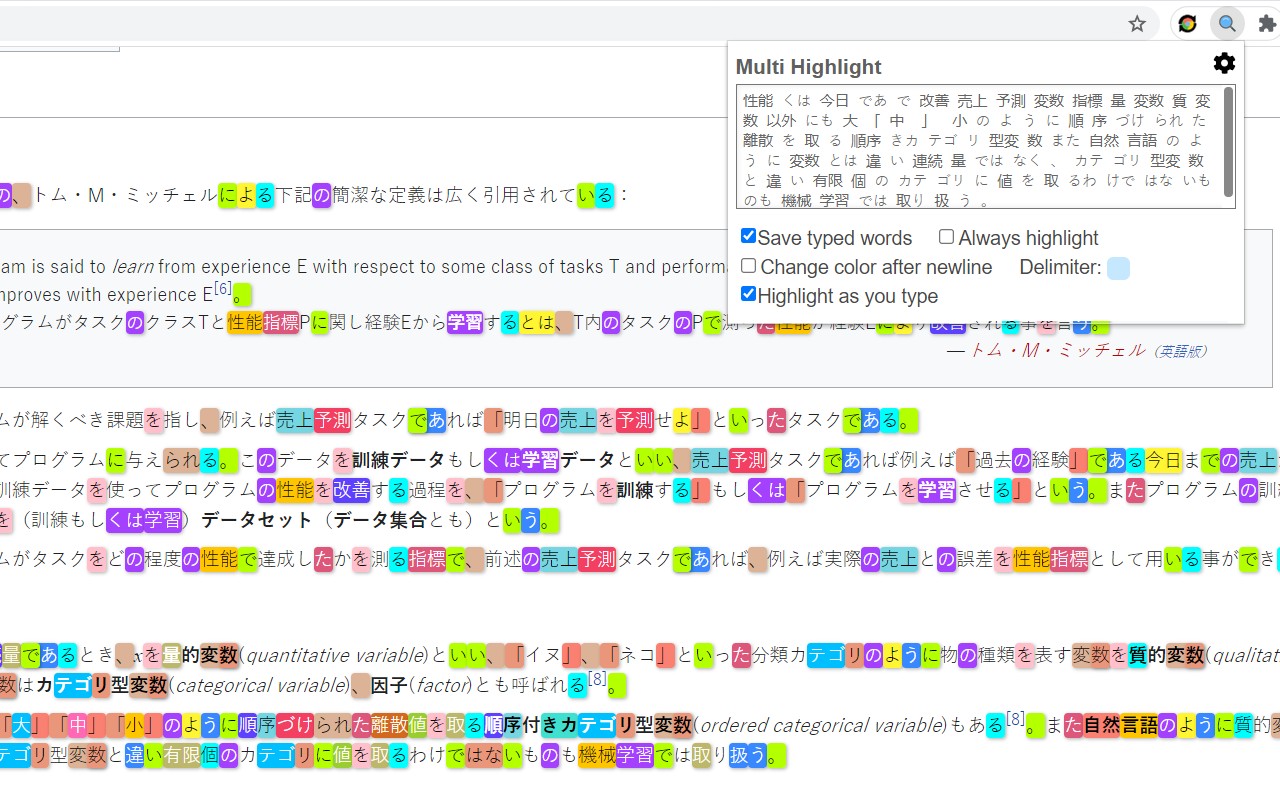 Multi Highlight
性能 くは 今日 であ で 改善 売上 予測 変数 指標 量 変数 質 変
数 以外 にも 大 「 中 」 小 の よ う に 順 序 づけ られ た
離散 を 取 る 順序 きカ テゴ リ 型変 数 また 自然 言語 の よ
う に 変数 とは 違 い 連続 量 では なく 、 カテ ゴリ 型変 数
と 違 い 有限 個 の カテ ゴリ に 値 を 取 るわ けで はな いも
のも 機械 学習 では 取り 扱 う 。
Save typed words Always highlight
Change color after newline Delimiter:
Highlight as you type
の、トム・M・ミッチェルによる下記の簡潔な定義は広く引用されている：
am is said to learn from experience E with respect to some class of tasks T and performa
mproves with experience E[6]。
グラムがタスクのクラスTと性能指標Pに関し経験Eから学習するとは、T内のタスクのPで測った性能が経験Eにより改善される事を言う。
— トム・M・ミッチェル（英語版）
ムが解くべき課題を指し、例えば売上予測タスクであれば「明日の売上を予測せよ」といったタスクである。
てプログラムに与えられる。このデータを訓練データもしくは学習データといい、売上予測タスクであれば例えば「過去の経験」である今日までの売上
訓練データを使ってプログラムの性能を改善する過程を、「プログラムを訓練する」もしくは「プログラムを学習させる」という。またプログラムの訓
を（訓練もしくは学習）データセット（データ集合とも）という。
ムがタスクをどの程度の性能で達成したかを測る指標で、前述の売上予測タスクであれば、例えば実際の売上との誤差を性能指標として用いる事ができ
量であるとき、xを量的変数(quantitative variable)といい、「イヌ」、「ネコ」といった分類カテゴリのように物の種類を表す変数を質的変数(qualitat
数はカテゴリ型変数(categorical variable)、因子(factor)とも呼ばれる[8]。
「大」「中」「小」のように順序づけられた離散値を取る順序付きカテゴリ型変数(ordered categorical variable)もある[8]。また自然言語のように質的変
テゴリ型変数と違い有限個のカテゴリに値を取るわけではないものも機械学習では取り扱う。